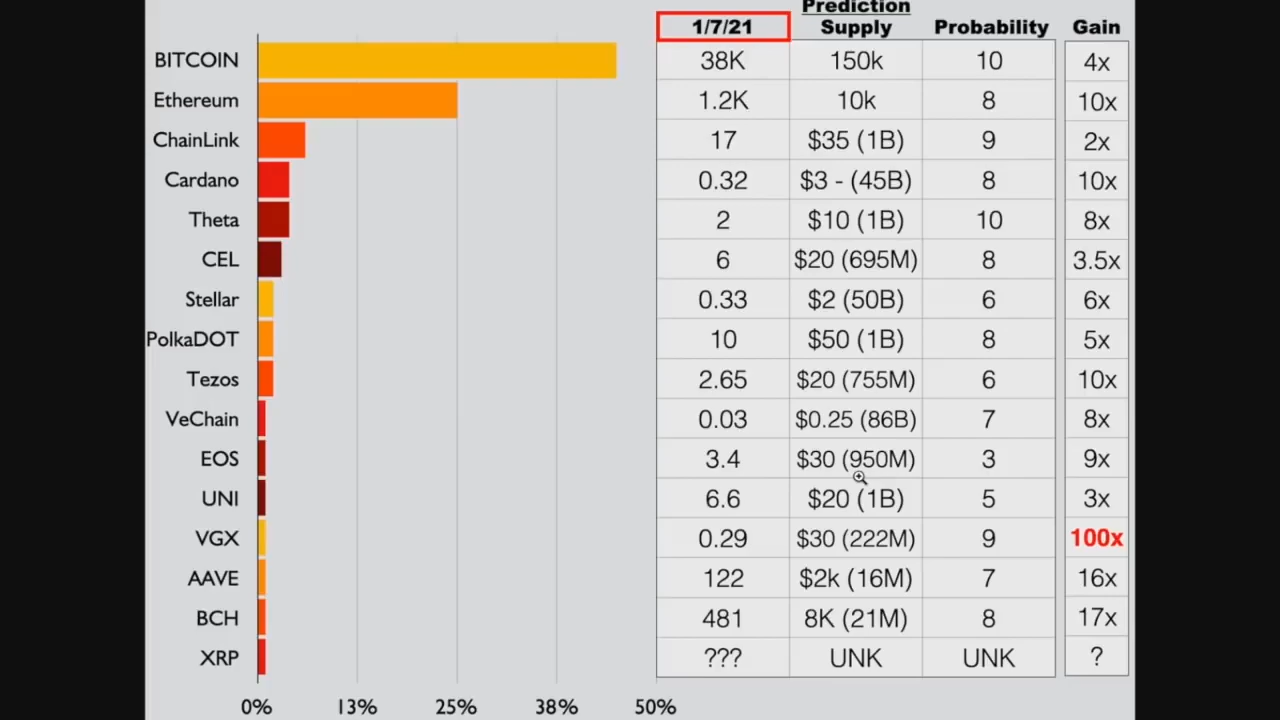 Prediction
1/7/21 Supply Probability Gain
BITCOIN 38K 150k 10 4x
Ethereum 1.2K 10k 8 10x
ChainLink 17 $35 (1B) 9 2x
Cardano 0.32 $3 - (45B) 8 10x
Theta 2 $10 (1B) 10 8x
CEL 6 $20 (695M) 8 3.5x
Stellar 0.33 $2 (50B) 6 6x
PolkaDOT 10 $50 (1B) 8 5x
Tezos 2.65 $20 (755M) 6 10x
VeChain 0.03 $0.25 (86B) 7 8x
EOS 3.4 $30 (950M) 3 9x
UNI 6.6 $20 (1B) 5 3x
VGX 0.29 $30 (222M) 9 100x
AAVE 122 $2k (16M) 7 16x
BCH 481 8K (21M) 8 17x
XRP ??? UNK UNK ?
0% 13% 25% 38% 50%